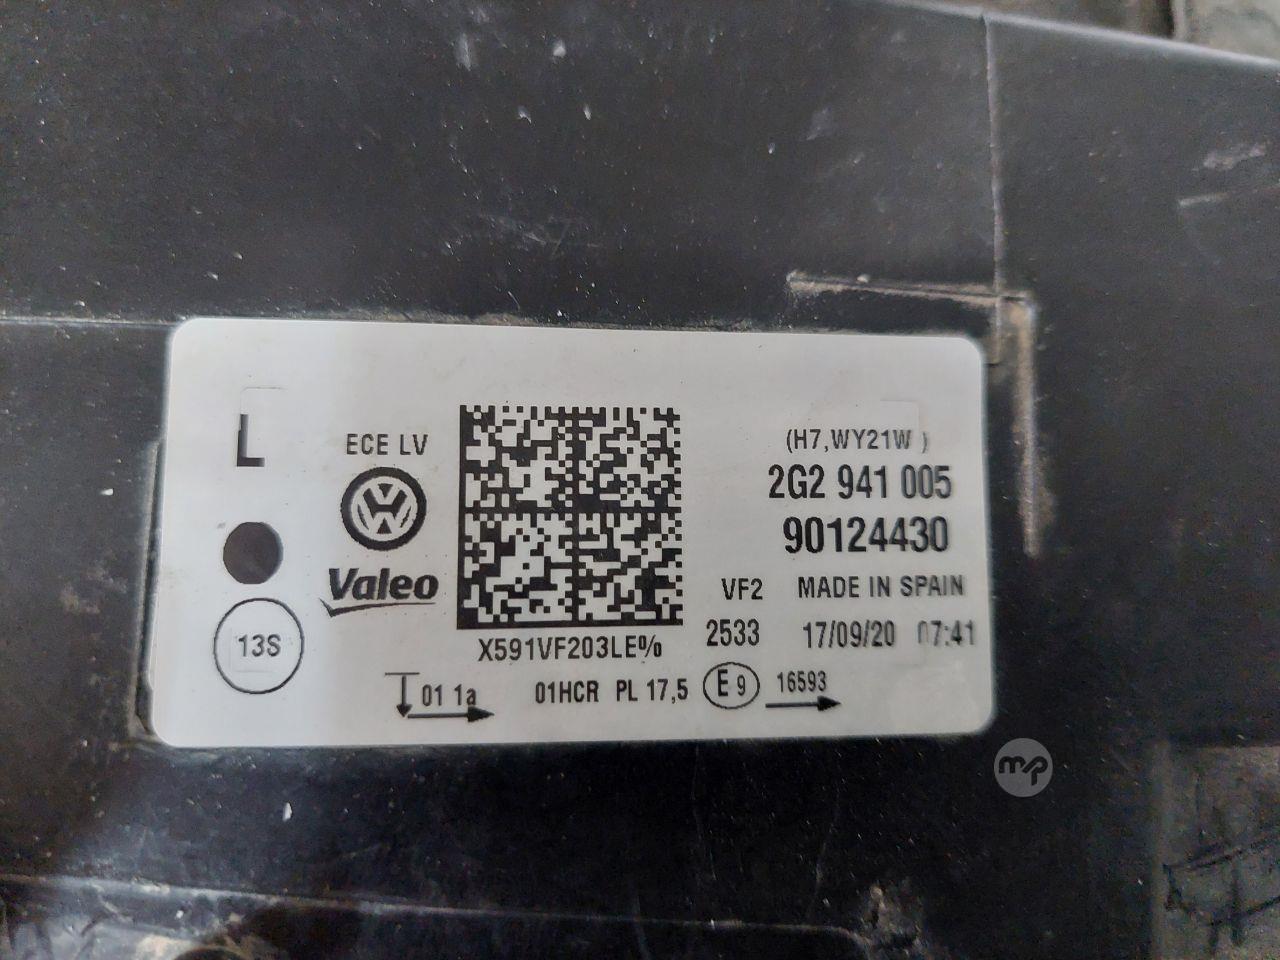 L
ECE LV
Valeo
13S
X591VF203LE%
(H7,WY21W )
2G2 941 005
90124430
VF2 MADE IN SPAIN
2533 17/09/20 07:41
01 1a 01HCR PL 17,5 E9 16593
mp